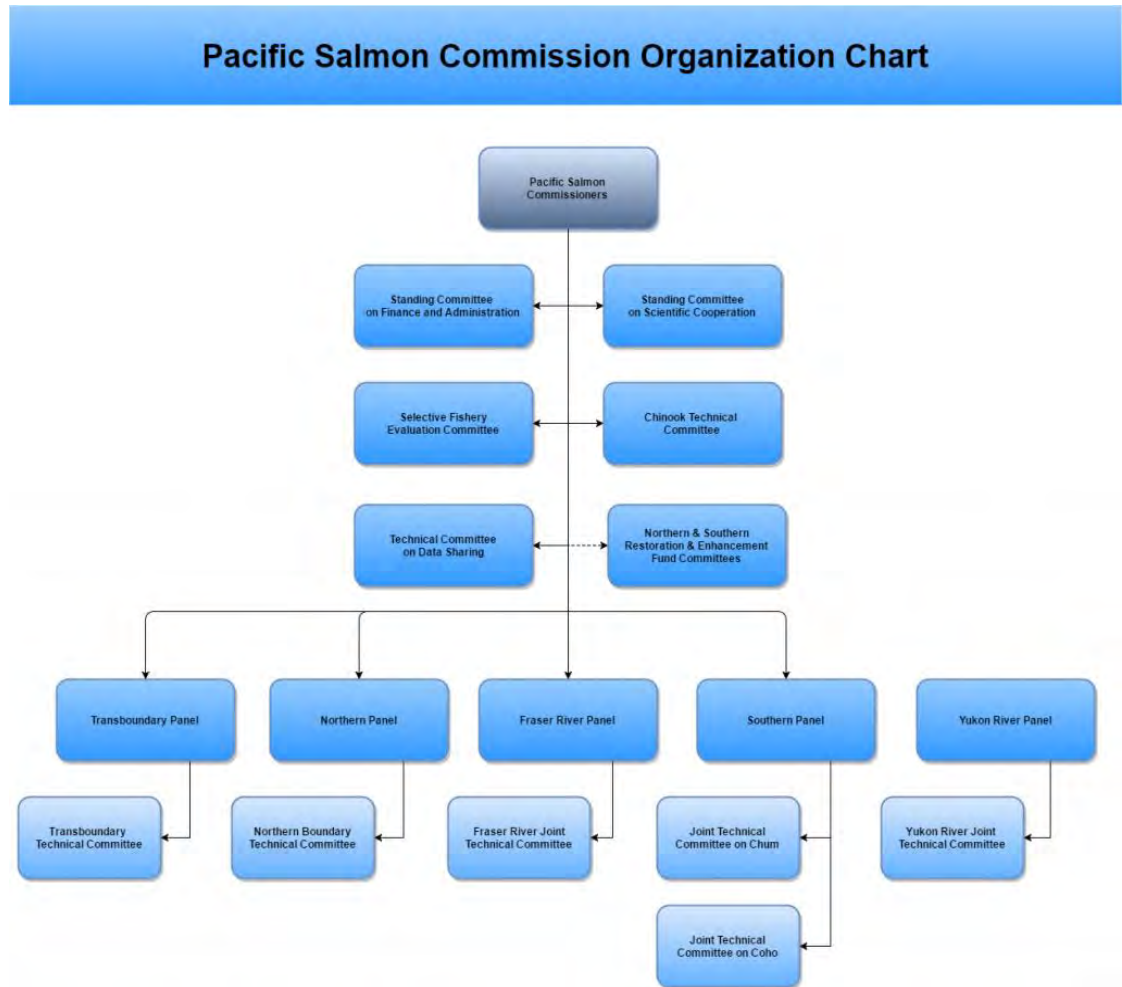 Pacific Salmon Commission Organization Chart
Pacific Salmon
Commissioners
Standing Committee
on Finance and Administration
Standing Committee
on Scientific Cooperation
Selective Fishery
Evaluation Committee
Chinook Technical
Committee
Technical Committee
on Data Sharing
Northern & Southern
Restoration & Enhancement
Fund Committees
Transboundary Panel
Northern Panel
Fraser River Panel
Southern Panel
Yukon River Panel
Transboundary
Technical Committee
Northern Boundary
Technical Committee
Fraser River Joint
Technical Committee
Joint Technical
Committee on Chum
Yukon River Joint
Technical Committee
Joint Technical
Committee on Coho